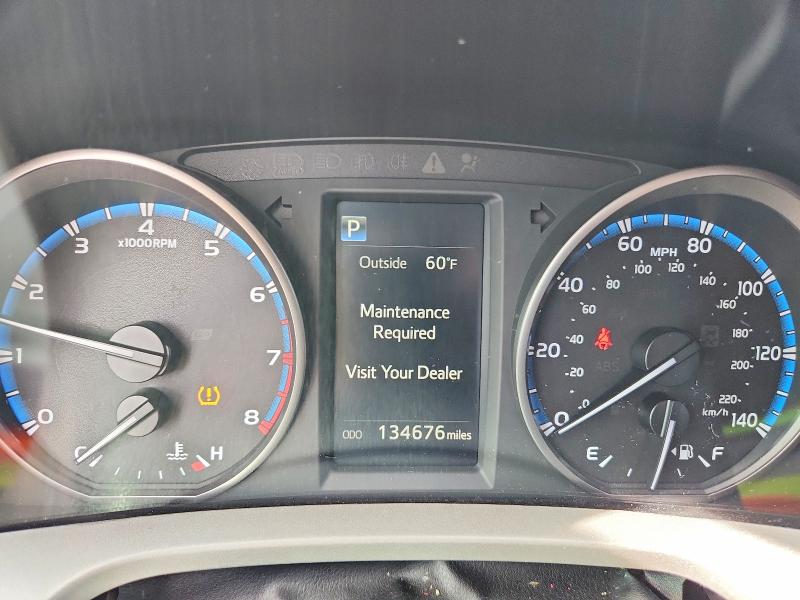 0 1 2 3 4 5 6 7 8
x1000RPM
C H
P
Outside 60°F
Maintenance
Required
Visit Your Dealer
ODO 134676 miles
0 20 40 60 80 100 120 140
MPH
0 20 40 60 80 100 120 140 160 180 200 220
km/h
ABS
E F